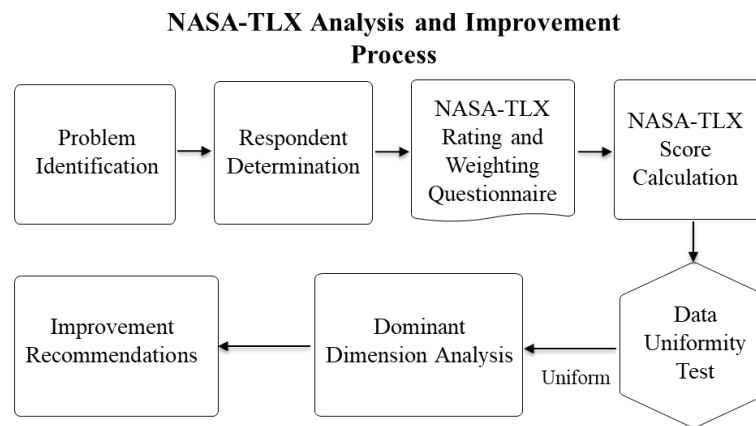 NASA-TLX Analysis and Improvement
Process
Problem
Identification
Respondent
Determination
NASA-TLX
Rating and
Weighting
Questionnaire
NASA-TLX
Score
Calculation
Data
Uniformity
Test
Uniform
Dominant
Dimension Analysis
Improvement
Recommendations